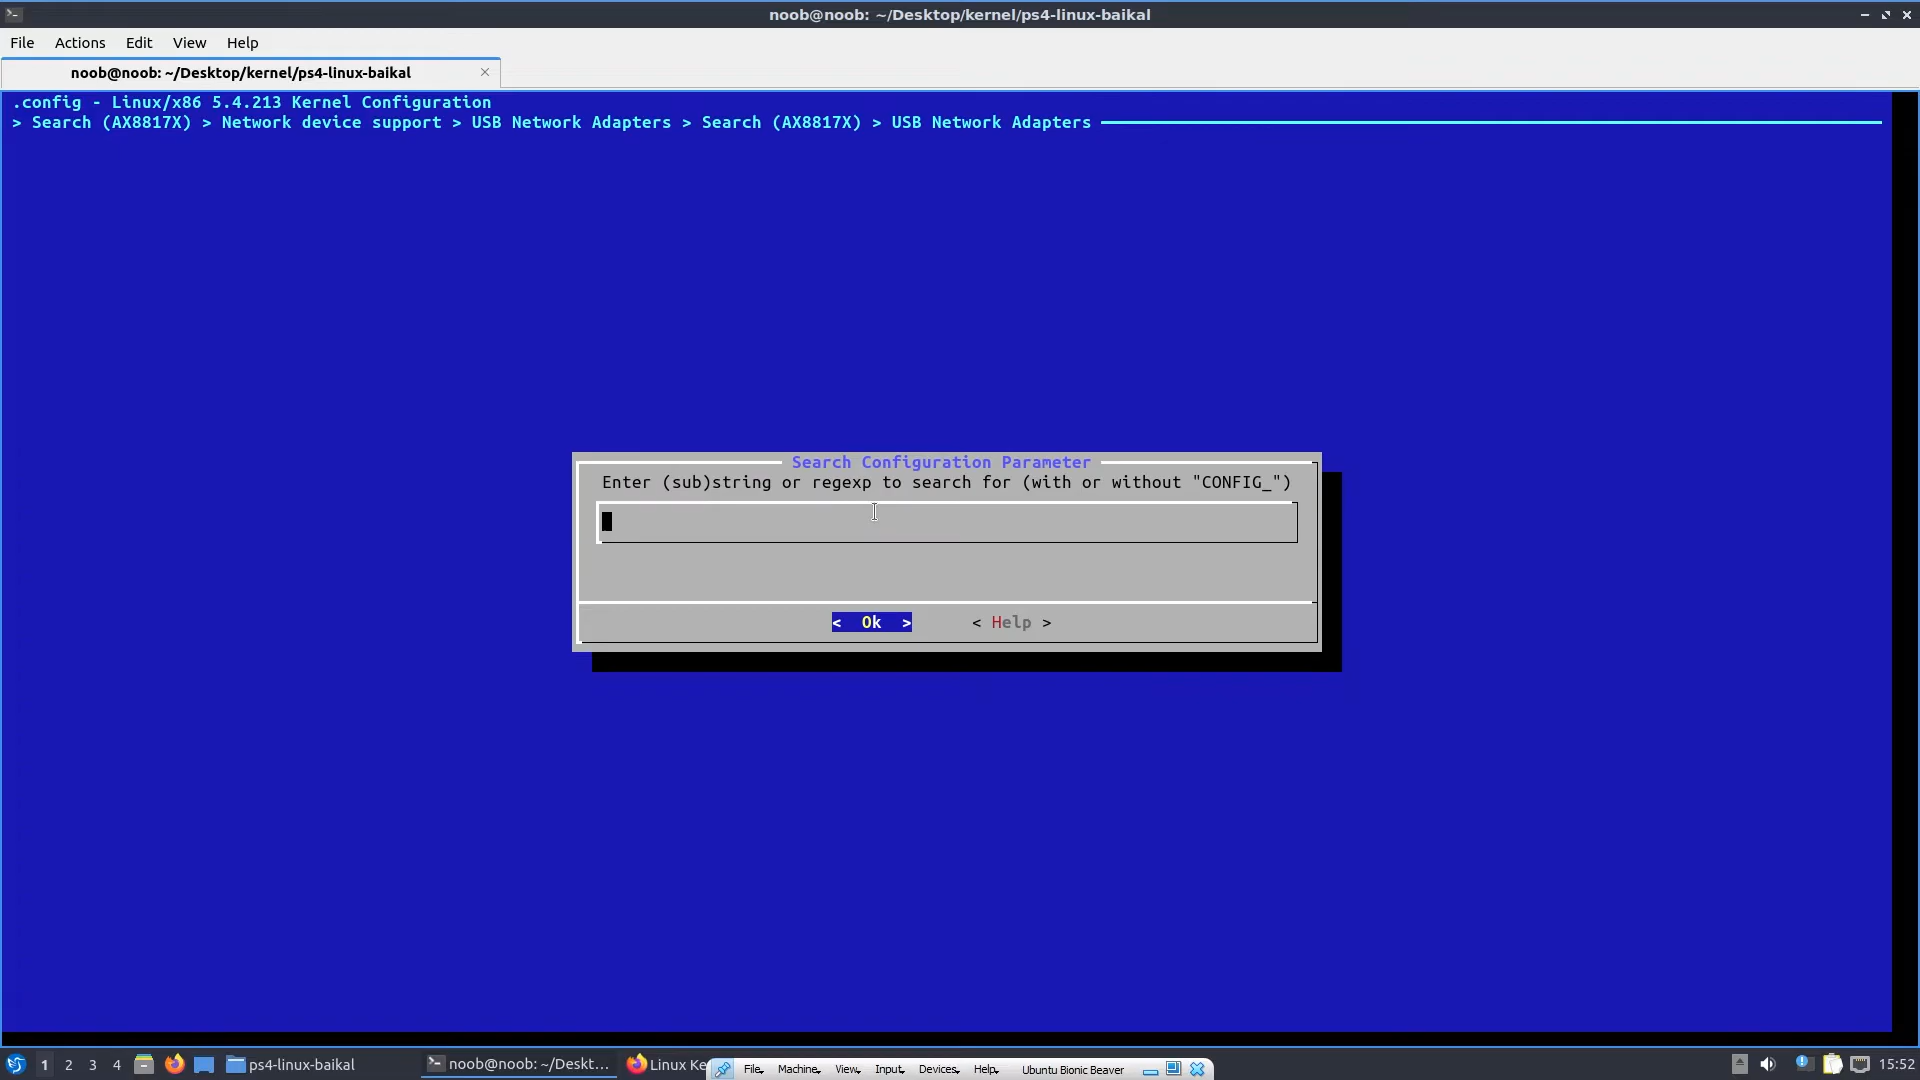 noob@noob: ~/Desktop/kernel/ps4-linux-baikal
File Actions Edit View Help
noob@noob: ~/Desktop/kernel/ps4-linux-baikal
.config - Linux/x86 5.4.213 Kernel Configuration
> Search (AX8817X) > Network device support > USB Network Adapters > Search (AX8817X) > USB Network Adapters
Search Configuration Parameter
Enter (sub)string or regexp to search for (with or without "CONFIG_")
< Ok > < Help >
1 2 3 4 ps4-linux-baikal noob@noob: ~/Deskt... Linux Ke File Machine View Input Devices Help Ubuntu Bionic Beaver 15:52